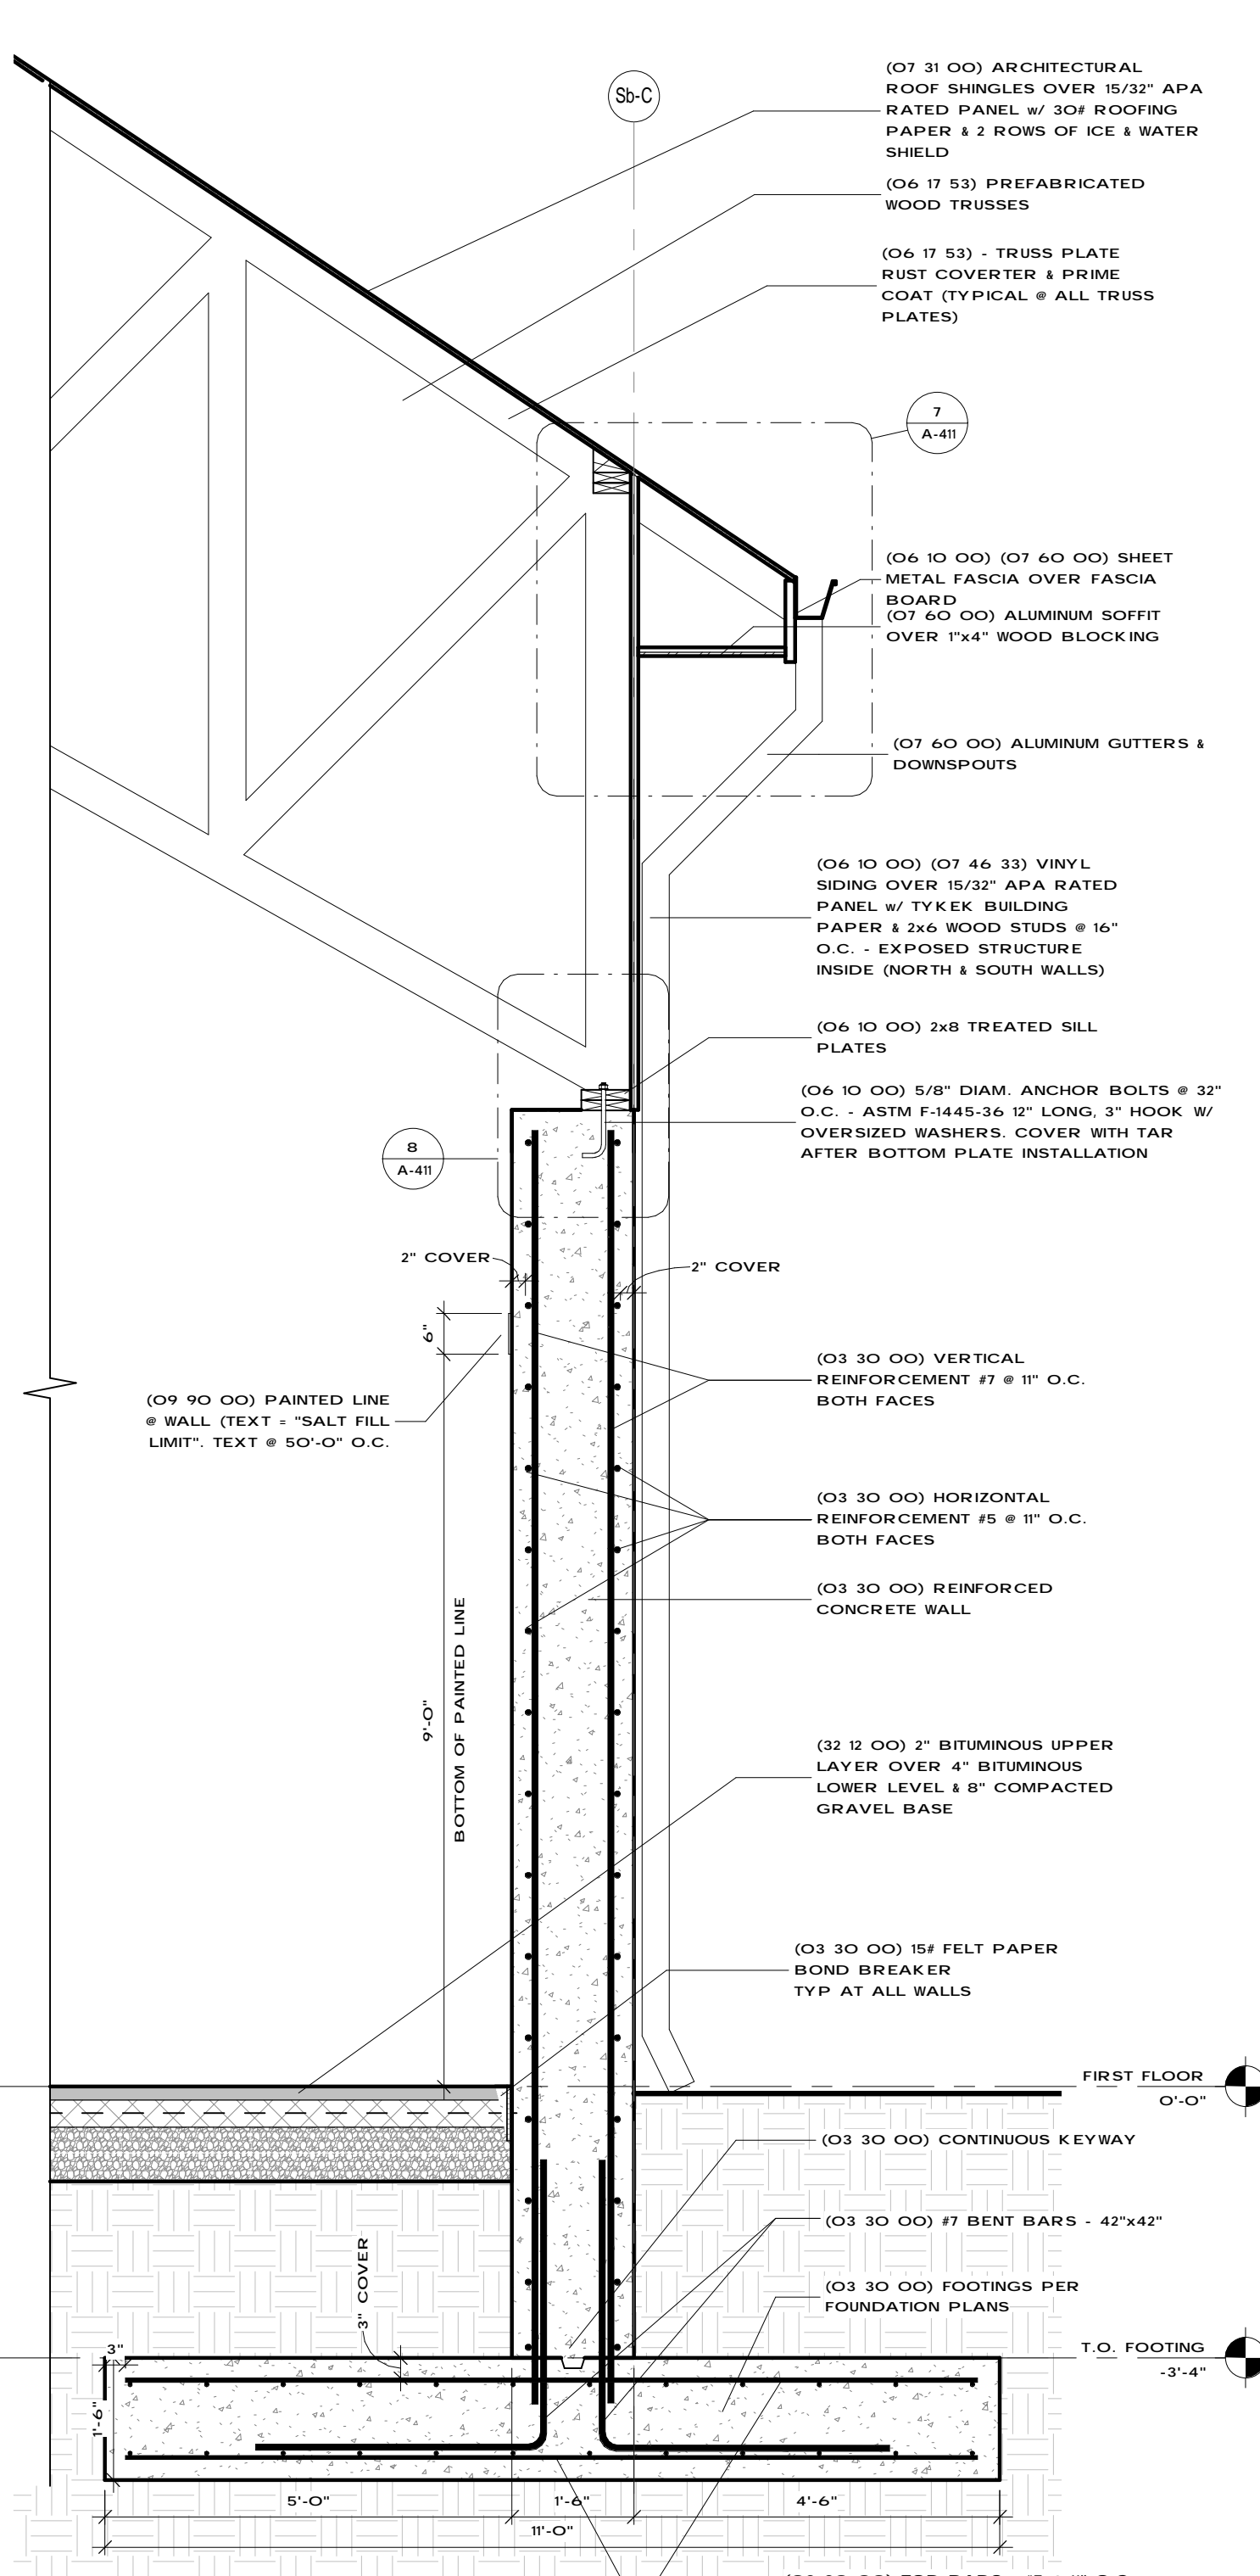 (07 31 00) ARCHITECTURAL
ROOF SHINGLES OVER 15/32" APA
RATED PANEL w/ 30# ROOFING
PAPER & 2 ROWS OF ICE & WATER
SHIELD
Sb-C
(06 17 53) PREFABRICATED
WOOD TRUSSES
(06 17 53) - TRUSS PLATE
RUST COVERTER & PRIME
COAT (TYPICAL @ ALL TRUSS
PLATES)
7
A-411
(06 10 00) (07 60 00) SHEET
METAL FASCIA OVER FASCIA
BOARD
(07 60 00) ALUMINUM SOFFIT
OVER 1"x4" WOOD BLOCKING
(07 60 00) ALUMINUM GUTTERS &
DOWNSPOUTS
(06 10 00) (07 46 33) VINYL
SIDING OVER 15/32" APA RATED
PANEL w/ TYKEK BUILDING
PAPER & 2x6 WOOD STUDS @ 16"
O.C. - EXPOSED STRUCTURE
INSIDE (NORTH & SOUTH WALLS)
(06 10 00) 2x8 TREATED SILL
PLATES
(06 10 00) 5/8" DIAM. ANCHOR BOLTS @ 32"
O.C. - ASTM F-1445-36 12" LONG, 3" HOOK W/
OVERSIZED WASHERS. COVER WITH TAR
AFTER BOTTOM PLATE INSTALLATION
8
A-411
2" COVER
2" COVER
6"
(03 30 00) VERTICAL
REINFORCEMENT #7 @ 11" O.C.
BOTH FACES
(09 90 00) PAINTED LINE
@ WALL (TEXT = "SALT FILL
LIMIT". TEXT @ 50'-0" O.C.
(03 30 00) HORIZONTAL
REINFORCEMENT #5 @ 11" O.C.
BOTH FACES
(03 30 00) REINFORCED
CONCRETE WALL
9'-0"
BOTTOM OF PAINTED LINE
(32 12 00) 2" BITUMINOUS UPPER
LAYER OVER 4" BITUMINOUS
LOWER LEVEL & 8" COMPACTED
GRAVEL BASE
(03 30 00) 15# FELT PAPER
BOND BREAKER
TYP AT ALL WALLS
FIRST FLOOR
0'-0"
(03 30 00) CONTINUOUS KEYWAY
(03 30 00) #7 BENT BARS - 42"x42"
3" COVER
(03 30 00) FOOTINGS PER
FOUNDATION PLANS
T.O. FOOTING
-3'-4"
3"
1'-6"
5'-0"
1'-6"
4'-6"
11'-0"